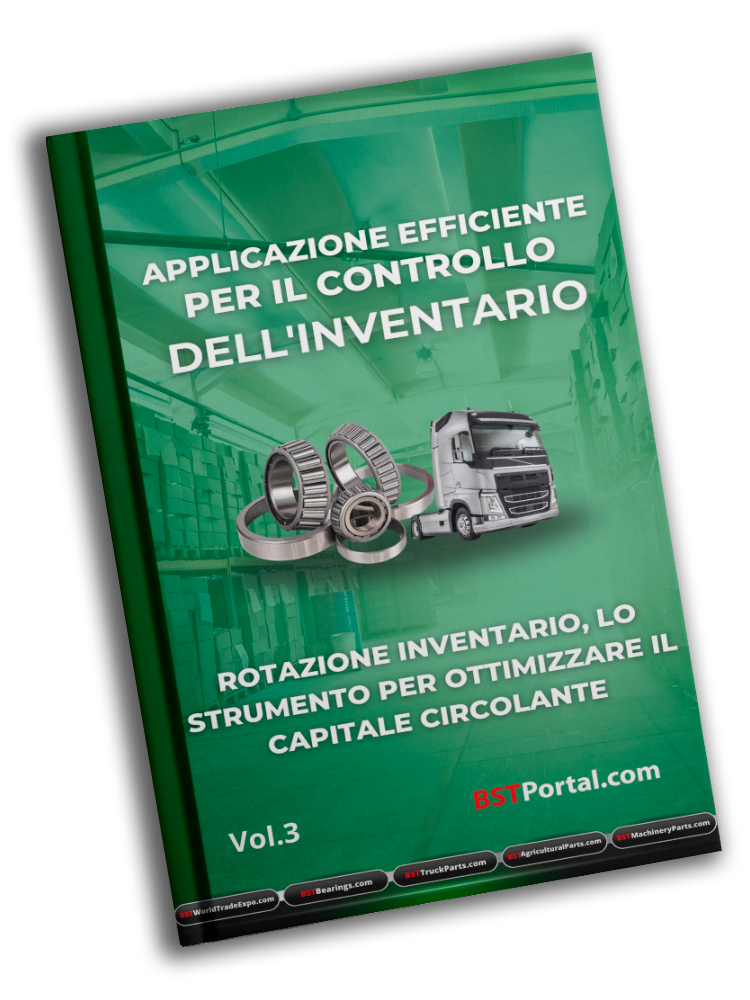 APPLICAZIONE EFFICIENTE
PER IL CONTROLLO
DELL'INVENTARIO
ROTAZIONE INVENTARIO, LO
STRUMENTO PER OTTIMIZZARE IL
CAPITALE CIRCOLANTE
BSTPortal.com
Vol.3
BSTWorldTradeExpo.com
BSTBearings.com
BSTTruckParts.com
BSTAgriculturalParts.com
BSTMachineryParts.com